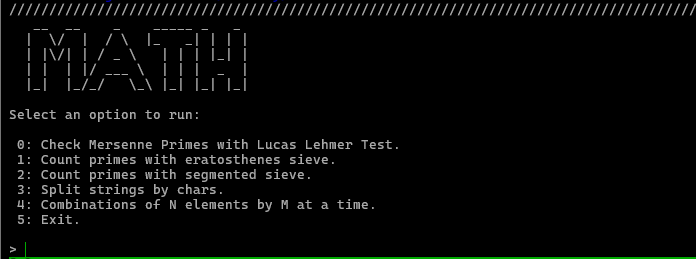 MATH
Select an option to run:
0: Check Mersenne Primes with Lucas Lehmer Test.
1: Count primes with eratosthenes sieve.
2: Count primes with segmented sieve.
3: Split strings by chars.
4: Combinations of N elements by M at a time.
5: Exit.
>